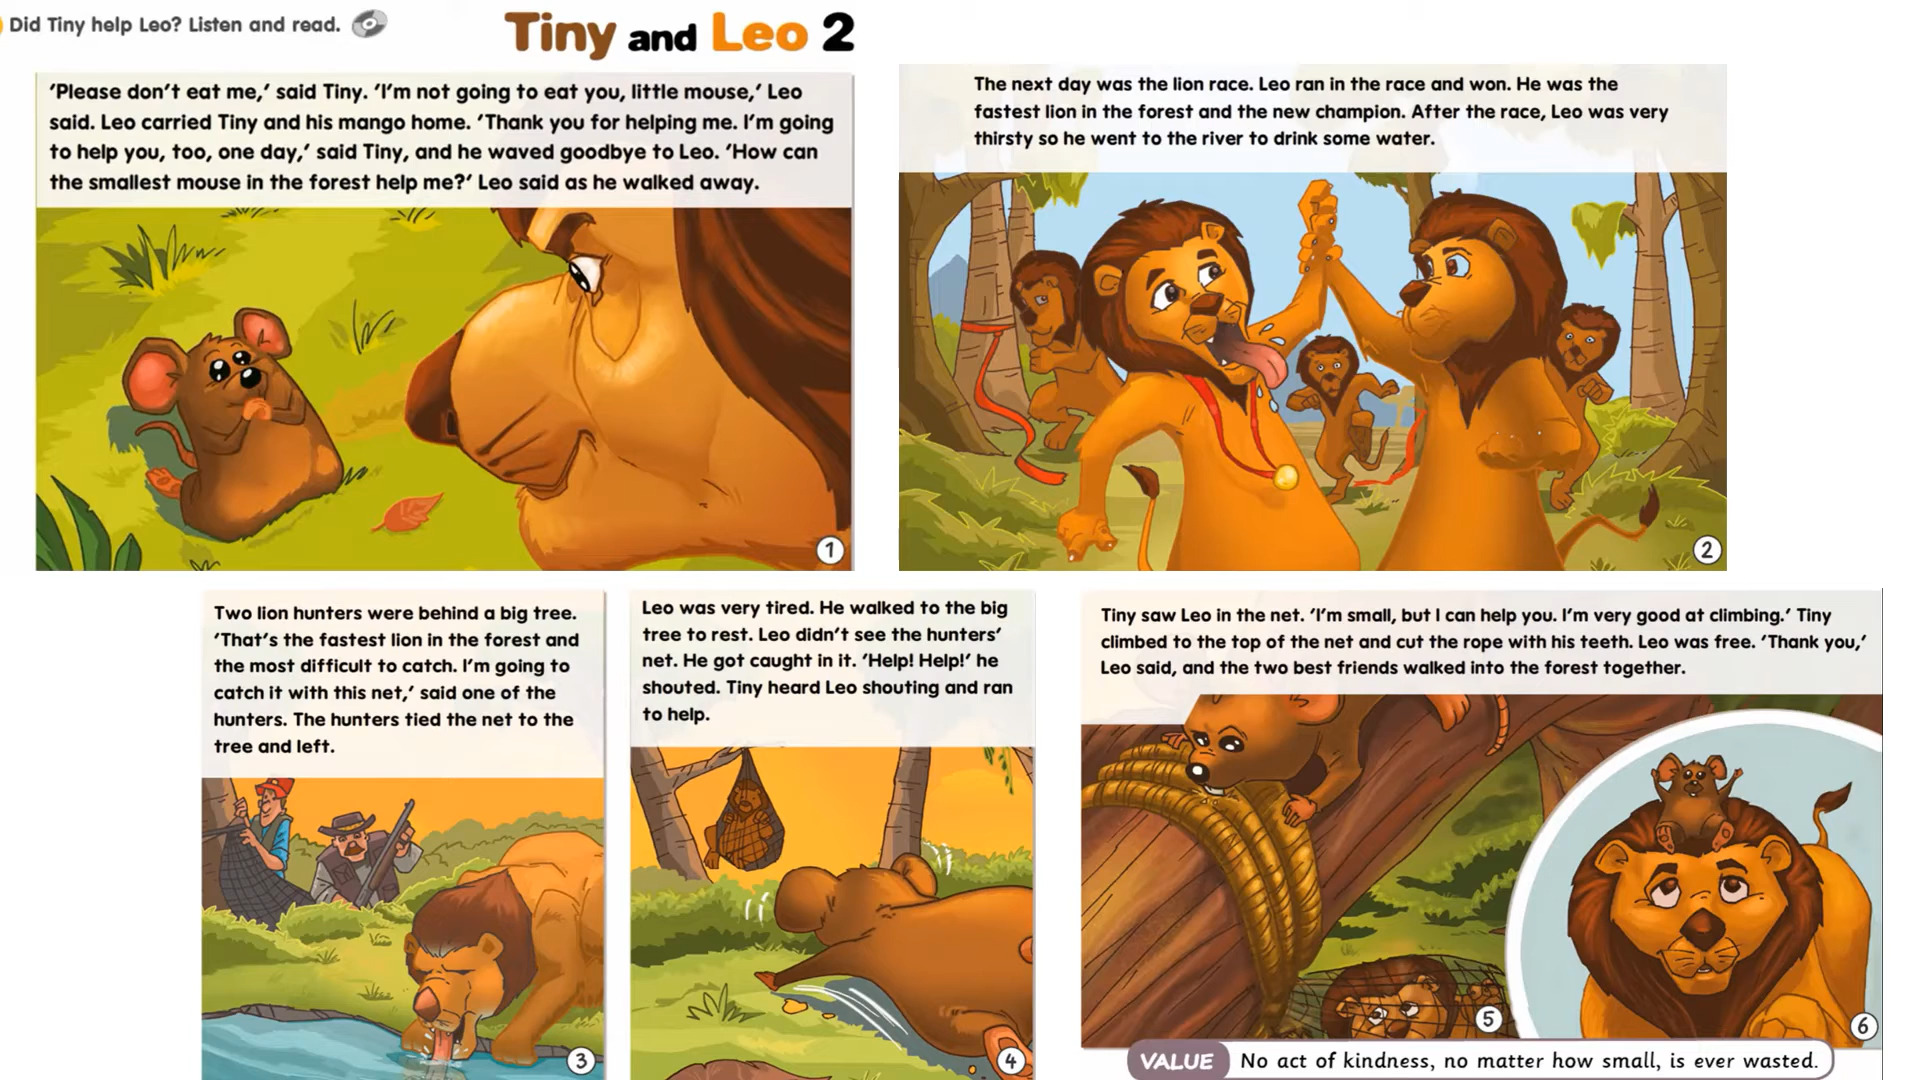 Did Tiny help Leo? Listen and read.
Tiny and Leo 2
‘Please don’t eat me,’ said Tiny. ‘I’m not going to eat you, little mouse,’ Leo
said. Leo carried Tiny and his mango home. ‘Thank you for helping me. I’m going
to help you, too, one day,’ said Tiny, and he waved goodbye to Leo. ‘How can
the smallest mouse in the forest help me?’ Leo said as he walked away.
1
The next day was the lion race. Leo ran in the race and won. He was the
fastest lion in the forest and the new champion. After the race, Leo was very
thirsty so he went to the river to drink some water.
2
Two lion hunters were behind a big tree.
‘That’s the fastest lion in the forest and
the most difficult to catch. I’m going to
catch it with this net,’ said one of the
hunters. The hunters tied the net to the
tree and left.
3
Leo was very tired. He walked to the big
tree to rest. Leo didn’t see the hunters’
net. He got caught in it. ‘Help! Help!’ he
shouted. Tiny heard Leo shouting and ran
to help.
4
Tiny saw Leo in the net. ‘I’m small, but I can help you. I’m very good at climbing.’ Tiny
climbed to the top of the net and cut the rope with his teeth. Leo was free. ‘Thank you,’
Leo said, and the two best friends walked into the forest together.
5
6
VALUE No act of kindness, no matter how small, is ever wasted.